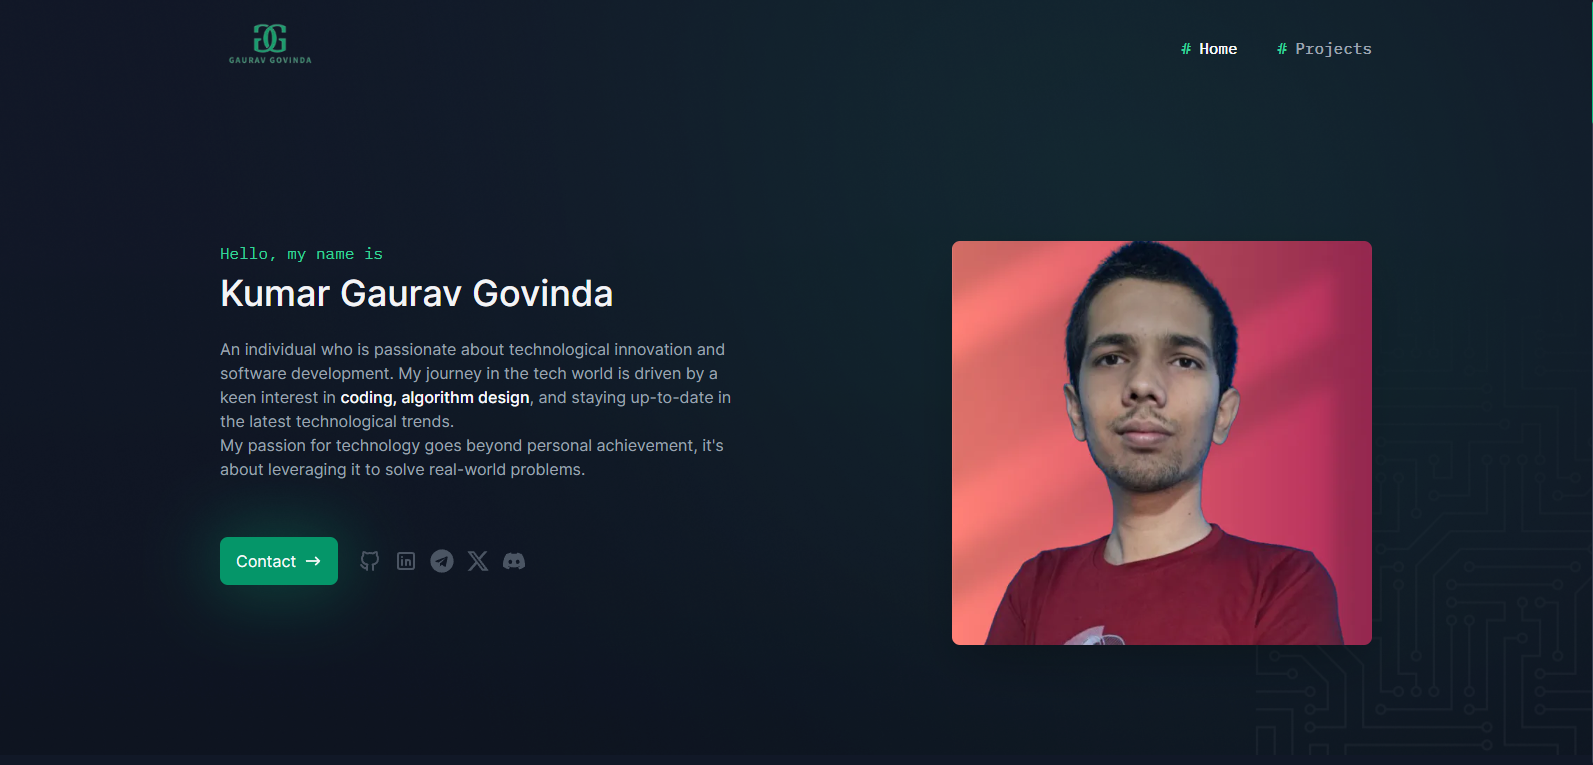 GAURAV GOVINDA
# Home # Projects
Hello, my name is
Kumar Gaurav Govinda
An individual who is passionate about technological innovation and
software development. My journey in the tech world is driven by a
keen interest in coding, algorithm design, and staying up-to-date in
the latest technological trends.
My passion for technology goes beyond personal achievement, it's
about leveraging it to solve real-world problems.
Contact →